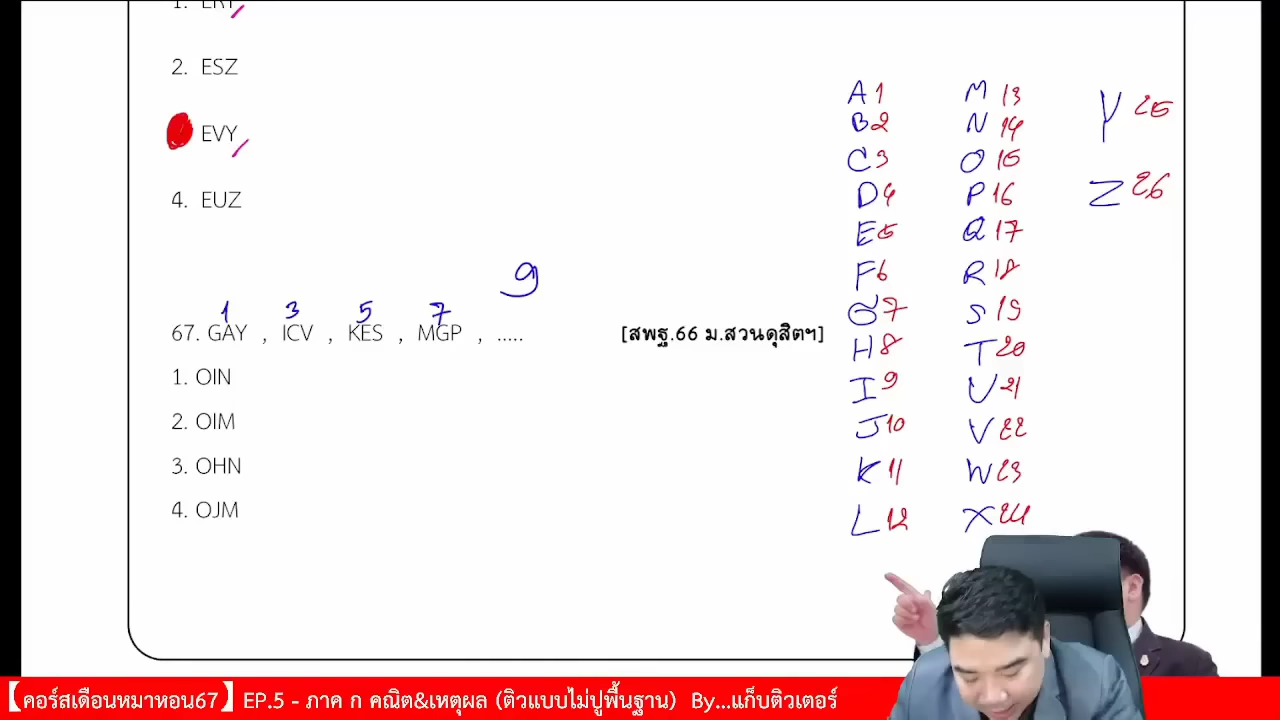 1. ERY
2. ESZ
EVY
4. EUZ
1 3 5 7 9
67. GAY , ICV , KES , MGP , ..... [สพฐ.66 ม.สวนดุสิตฯ]
1. OIN
2. OIM
3. OHN
4. OJM
A 1
B 2
C 3
D 4
E 5
F 6
G 7
H 8
I 9
J 10
K 11
L 12
M 13
N 14
O 15
P 16
Q 17
R 18
S 19
T 20
U 21
V 22
W 23
X 24
Y 25
Z 26
【คอร์สเดือนหมาหอน67】 EP.5 - ภาค ก คณิต&เหตุผล (ติวแบบไม่ปูพื้นฐาน) By...แก็บติวเตอร์